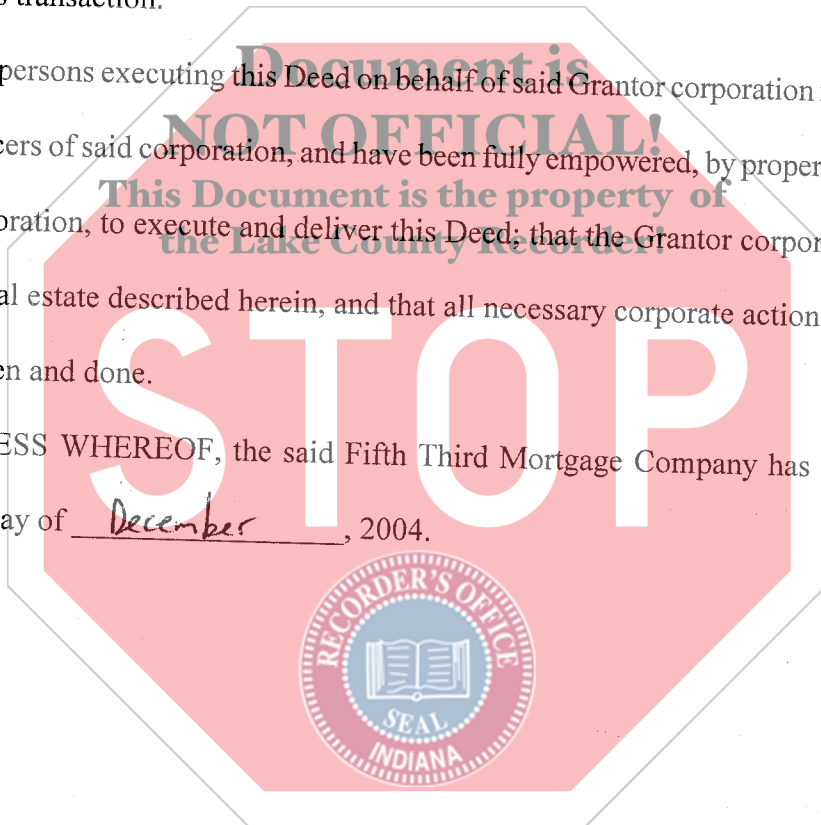 s transaction.
Document is
persons executing this Deed on behalf of said Grantor corporation
NOT OFFICIAL!
cers of said corporation, and have been fully empowered, by proper
This Document is the property of
oration, to execute and deliver this Deed; that the Grantor corpor
the Lake County Recorder!
al estate described herein, and that all necessary corporate action
STOP
en and done.
ESS WHEREOF, the said Fifth Third Mortgage Company has
ay of December, 2004.
RECORDER'S OFFICE
SEAL
INDIANA